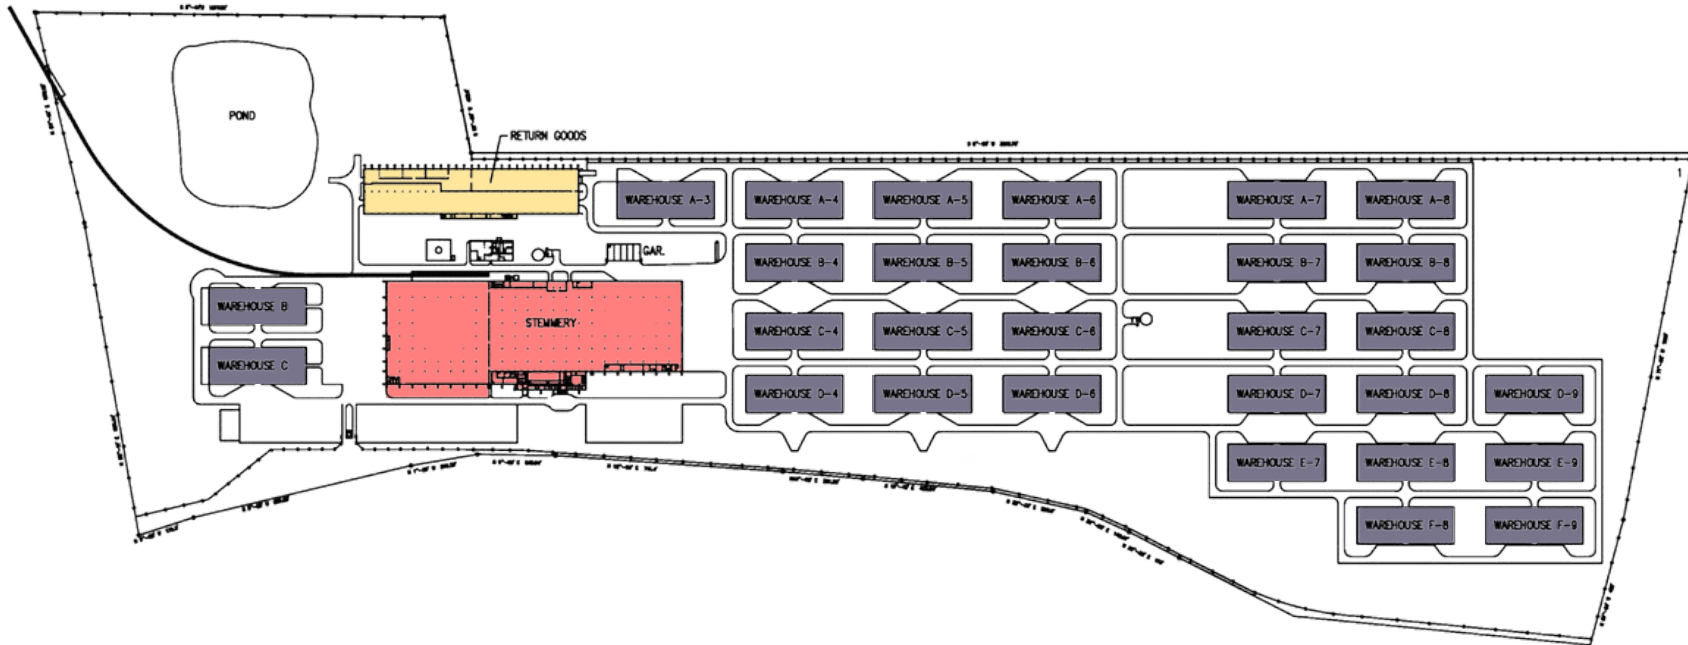 POND
RETURN GOODS
1
WAREHOUSE A-3
WAREHOUSE A-4
WAREHOUSE A-5
WAREHOUSE A-6
WAREHOUSE A-7
WAREHOUSE A-8
GAR.
WAREHOUSE B-4
WAREHOUSE B-5
WAREHOUSE B-6
WAREHOUSE B-7
WAREHOUSE B-8
WAREHOUSE B
STEMMERY
WAREHOUSE C-4
WAREHOUSE C-5
WAREHOUSE C-6
WAREHOUSE C-7
WAREHOUSE C-8
WAREHOUSE C
WAREHOUSE D-4
WAREHOUSE D-5
WAREHOUSE D-6
WAREHOUSE D-7
WAREHOUSE D-8
WAREHOUSE D-9
WAREHOUSE E-7
WAREHOUSE E-8
WAREHOUSE E-9
WAREHOUSE F-8
WAREHOUSE F-9